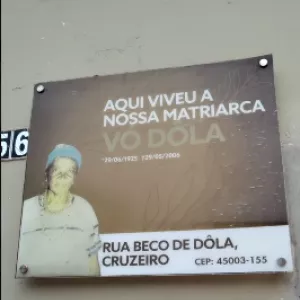 AQUI VIVEU A
NOSSA MATRIARCA
VÓ DÔLA
56
RUA BECO DE DÔLA,
CRUZEIRO CEP: 45003-155